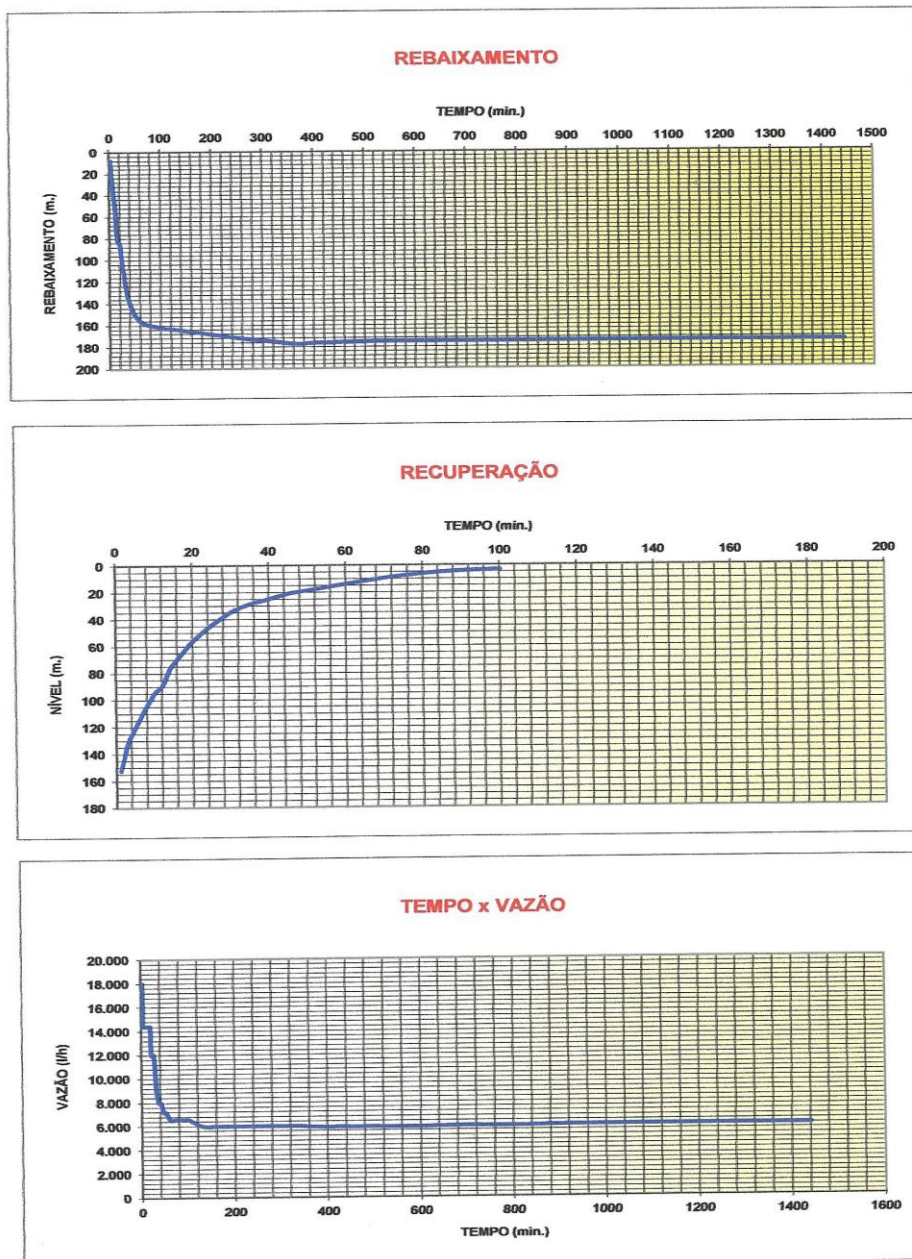 REBAIXAMENTO
TEMPO (min.)
0 100 200 300 400 500 600 700 800 900 1000 1100 1200 1300 1400 1500
REBAIXAMENTO (m.)
0
20
40
60
80
100
120
140
160
180
200
RECUPERAÇÃO
TEMPO (min.)
0 20 40 60 80 100 120 140 160 180 200
NÍVEL (m.)
0
20
40
60
80
100
120
140
160
180
TEMPO x VAZÃO
VAZÃO (l/h)
20.000
18.000
16.000
14.000
12.000
10.000
8.000
6.000
4.000
2.000
0
0 200 400 600 800 1000 1200 1400 1600
TEMPO (min.)